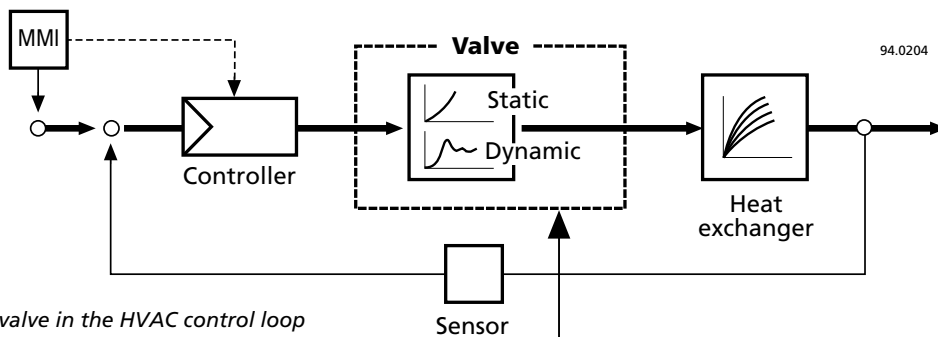 MMI
Valve
94.0204
Static
Dynamic
Controller
Heat
exchanger
valve in the HVAC control loop
Sensor